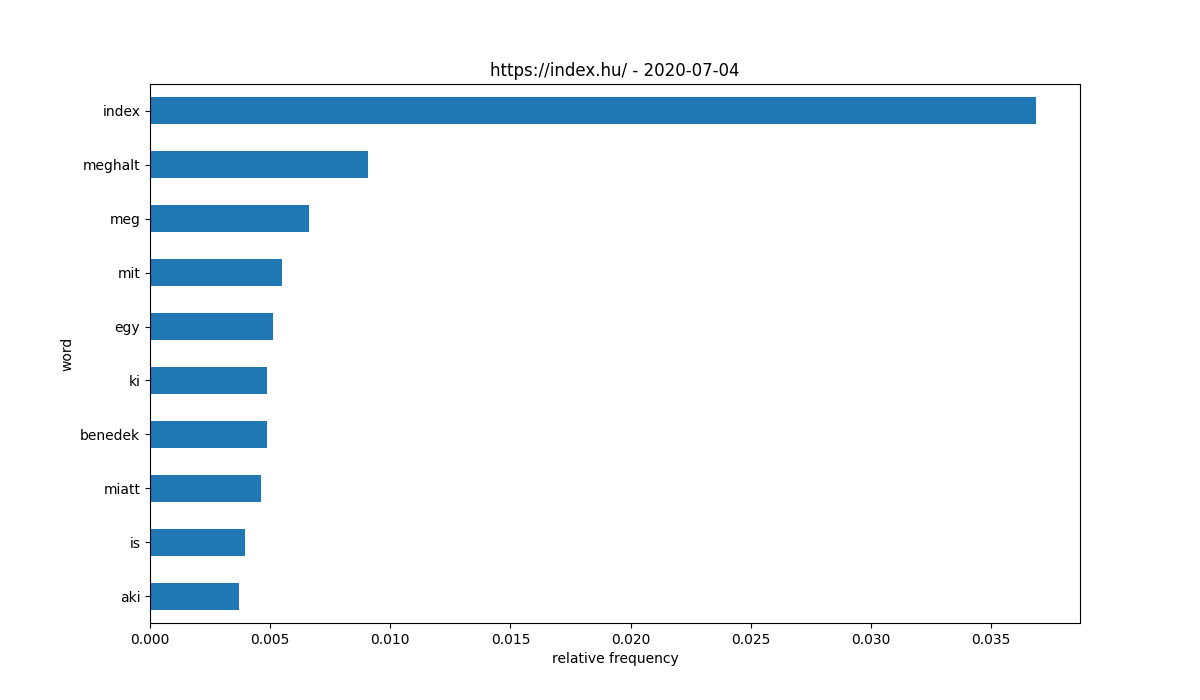 https://index.hu/ - 2020-07-04
index
meghalt
meg
mit
egy
ki
benedek
miatt
is
aki
word
0.000 0.005 0.010 0.015 0.020 0.025 0.030 0.035
relative frequency